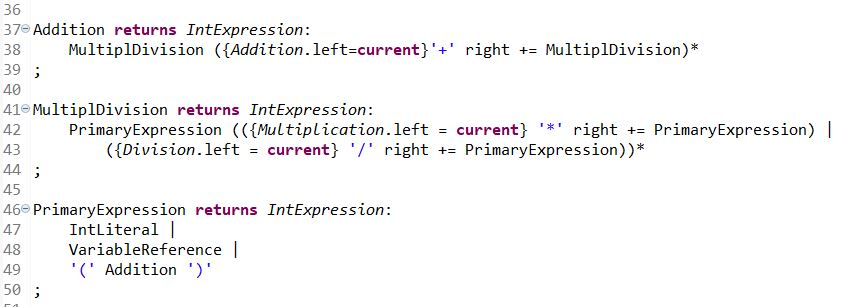 36
37 Addition returns IntExpression:
38 MultiplDivision ({Addition.left=current}'+' right += MultiplDivision)*
39 ;
40
41 MultiplDivision returns IntExpression:
42 PrimaryExpression (({Multiplication.left = current} '*' right += PrimaryExpression) |
43 ({Division.left = current} '/' right += PrimaryExpression))*
44 ;
45
46 PrimaryExpression returns IntExpression:
47 IntLiteral |
48 VariableReference |
49 '(' Addition ')'
50 ;